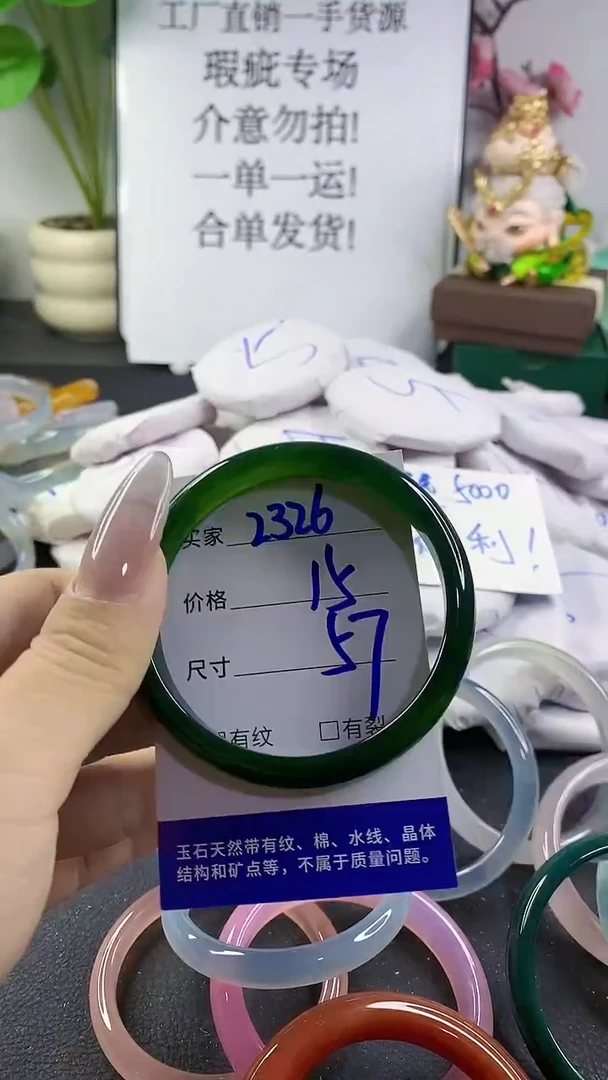 工厂直销一手货源
瑕疵专场
介意勿拍!
一单一运!
合单发货!
5000
利!
买家 2326
价格 15
尺寸 57
有纹 □有裂
玉石天然带有纹、棉、水线、晶体
结构和矿点等，不属于质量问题。